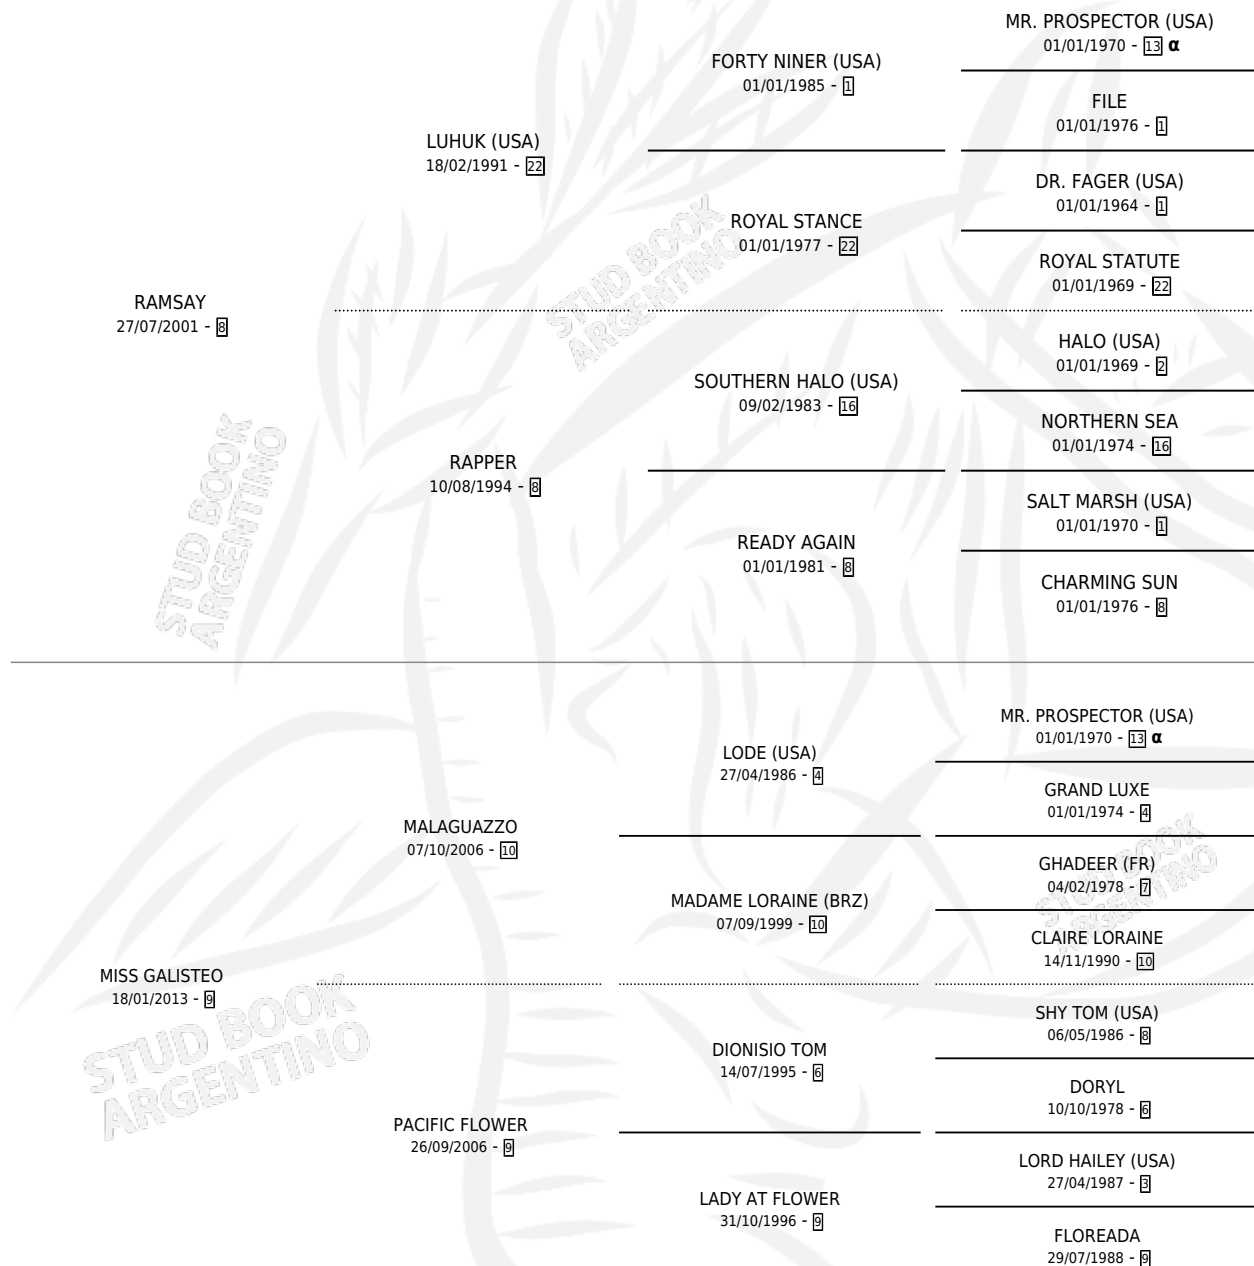 MR. PROSPECTOR (USA)
01/01/1970 - 13 α
FORTY NINER (USA)
01/01/1985 - 1
FILE
01/01/1976 - 1
LUHUK (USA)
18/02/1991 - 22
DR. FAGER (USA)
01/01/1964 - 1
ROYAL STANCE
01/01/1977 - 22
ROYAL STATUTE
01/01/1969 - 22
RAMSAY
27/07/2001 - 8
HALO (USA)
01/01/1969 - 2
SOUTHERN HALO (USA)
09/02/1983 - 16
NORTHERN SEA
01/01/1974 - 16
RAPPER
10/08/1994 - 8
SALT MARSH (USA)
01/01/1970 - 1
READY AGAIN
01/01/1981 - 8
CHARMING SUN
01/01/1976 - 8
MR. PROSPECTOR (USA)
01/01/1970 - 13 α
LODE (USA)
27/04/1986 - 4
GRAND LUXE
01/01/1974 - 4
MALAGUAZZO
07/10/2006 - 10
GHADEER (FR)
04/02/1978 - 7
MADAME LORAINE (BRZ)
07/09/1999 - 10
CLAIRE LORAINE
14/11/1990 - 10
MISS GALISTEO
18/01/2013 - 9
SHY TOM (USA)
06/05/1986 - 8
DIONISIO TOM
14/07/1995 - 6
DORYL
10/10/1978 - 6
PACIFIC FLOWER
26/09/2006 - 9
LORD HAILEY (USA)
27/04/1987 - 3
LADY AT FLOWER
31/10/1996 - 9
FLOREADA
29/07/1988 - 9
STUD BOOK
ARGENTINO
STUD BOOK
ARGENTINO
STUD BOOK
ARGENTINO
STUD BOOK
ARGENTINO